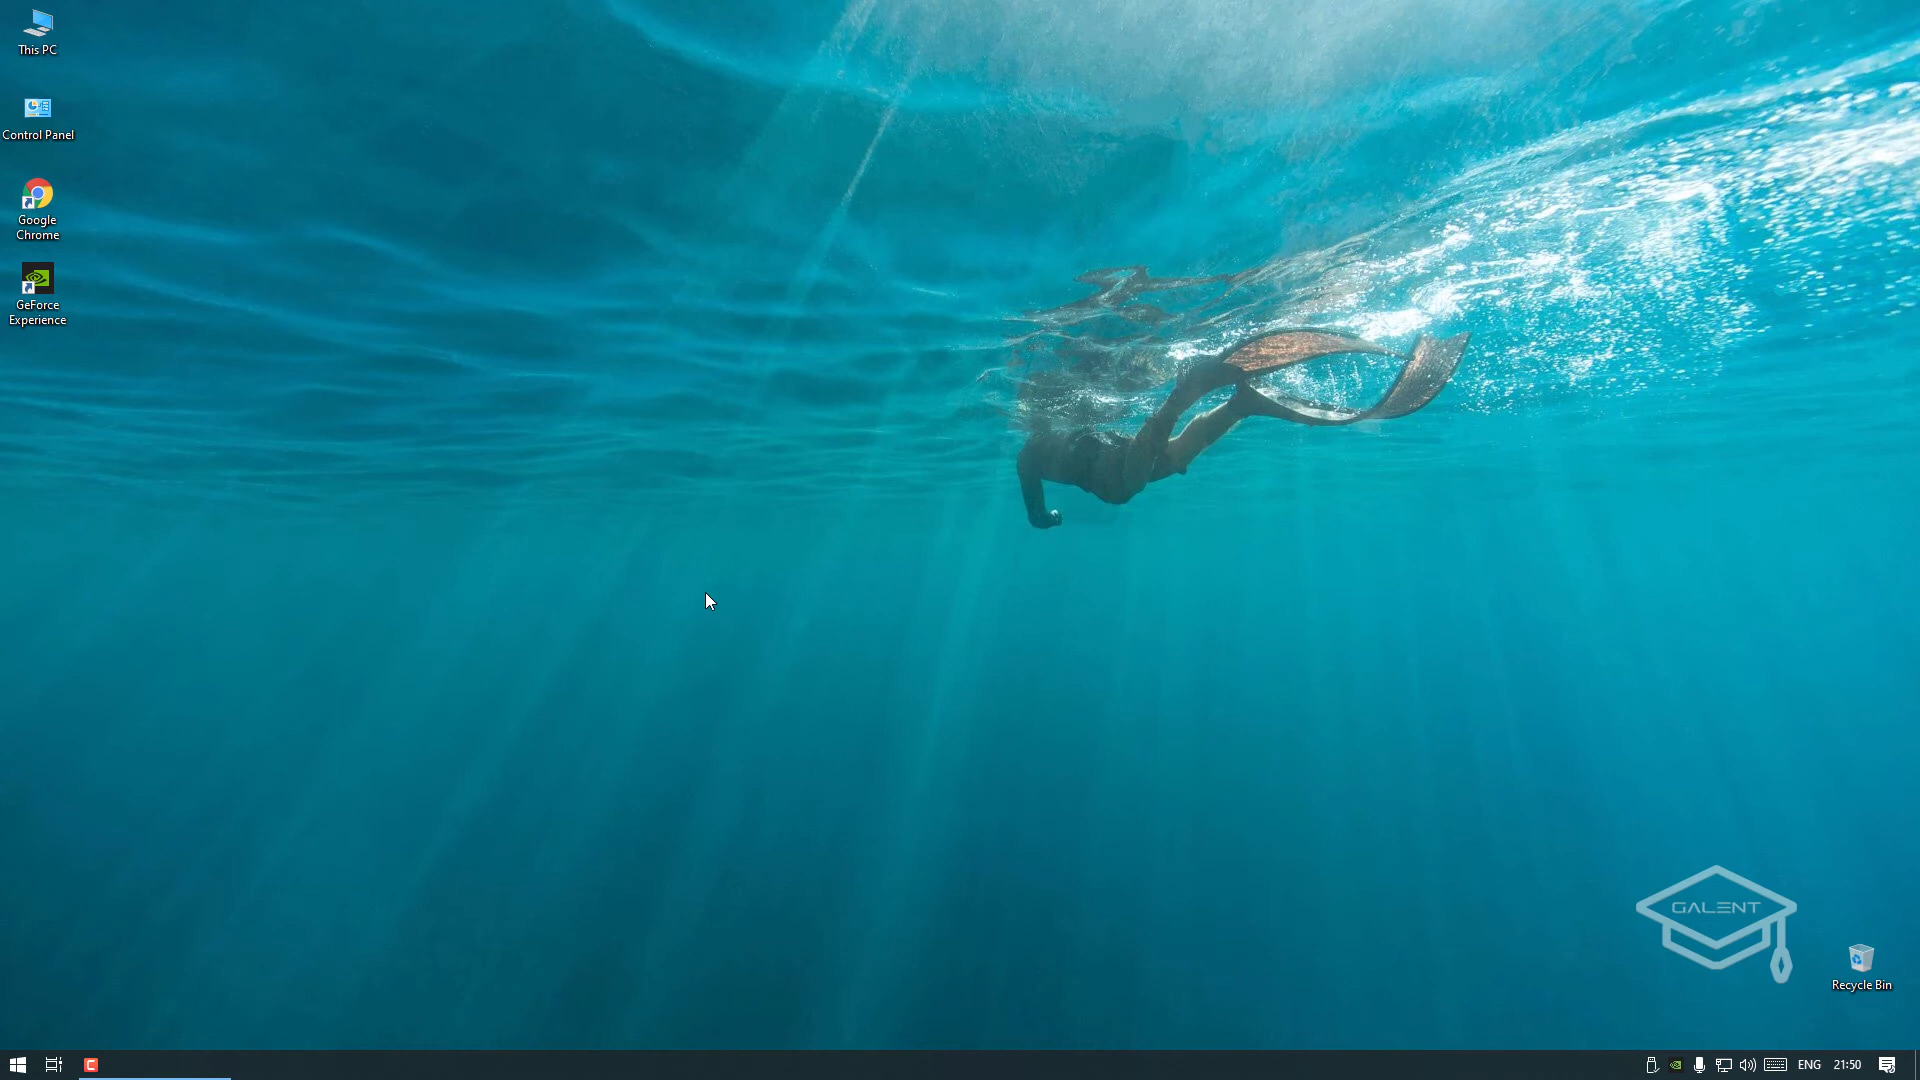 This PC
Control Panel
Google
Chrome
GeForce
Experience
GALENT
Recycle Bin
ENG
21:50